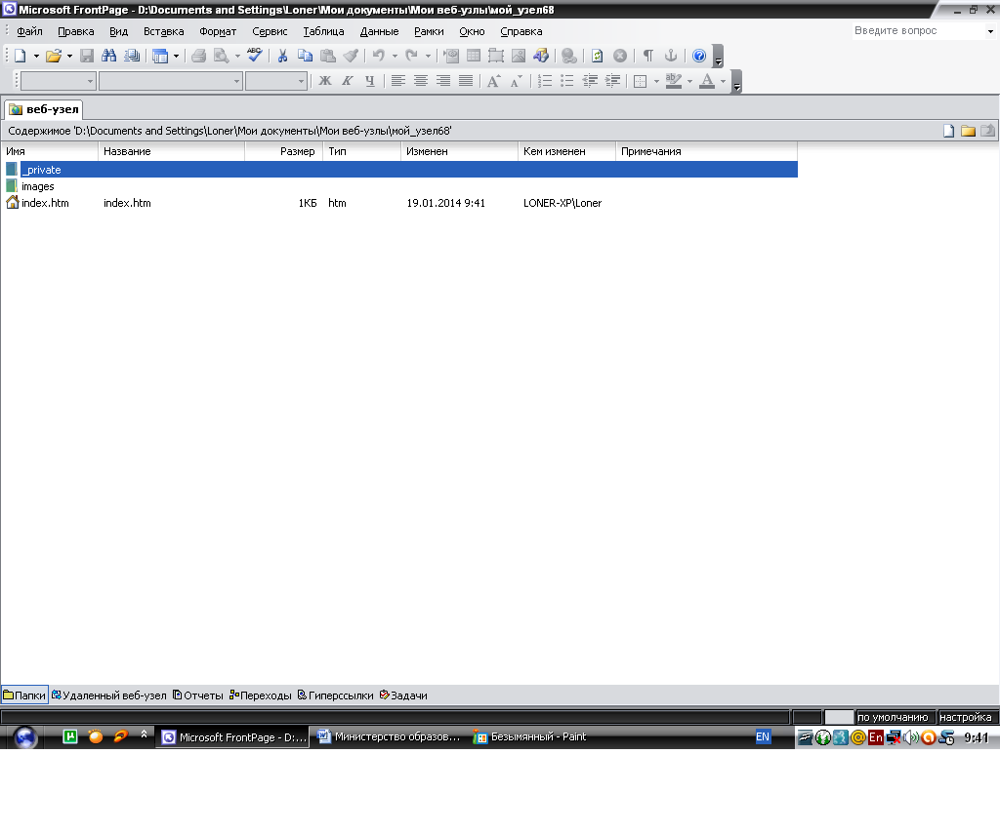 Microsoft FrontPage - D:\Documents and Settings\Loner\Мои документы\Мои веб-узлы\мой_узел68
Файл Правка Вид Вставка Формат Сервис Таблица Данные Рамки Окно Справка Введите вопрос
Ж К Ч А А ab А
веб-узел
Содержимое 'D:\Documents and Settings\Loner\Мои документы\Мои веб-узлы\мой_узел68'
Имя Название Размер Тип Изменен Кем изменен Примечания
_private
images
index.htm index.htm 1КБ htm 19.01.2014 9:41 LONER-XP\Loner
Папки Удаленный веб-узел Отчеты Переходы Гиперссылки Задачи
по умолчанию настройка
Microsoft FrontPage - D:... Министерство образов... Безымянный - Paint EN En 9:41